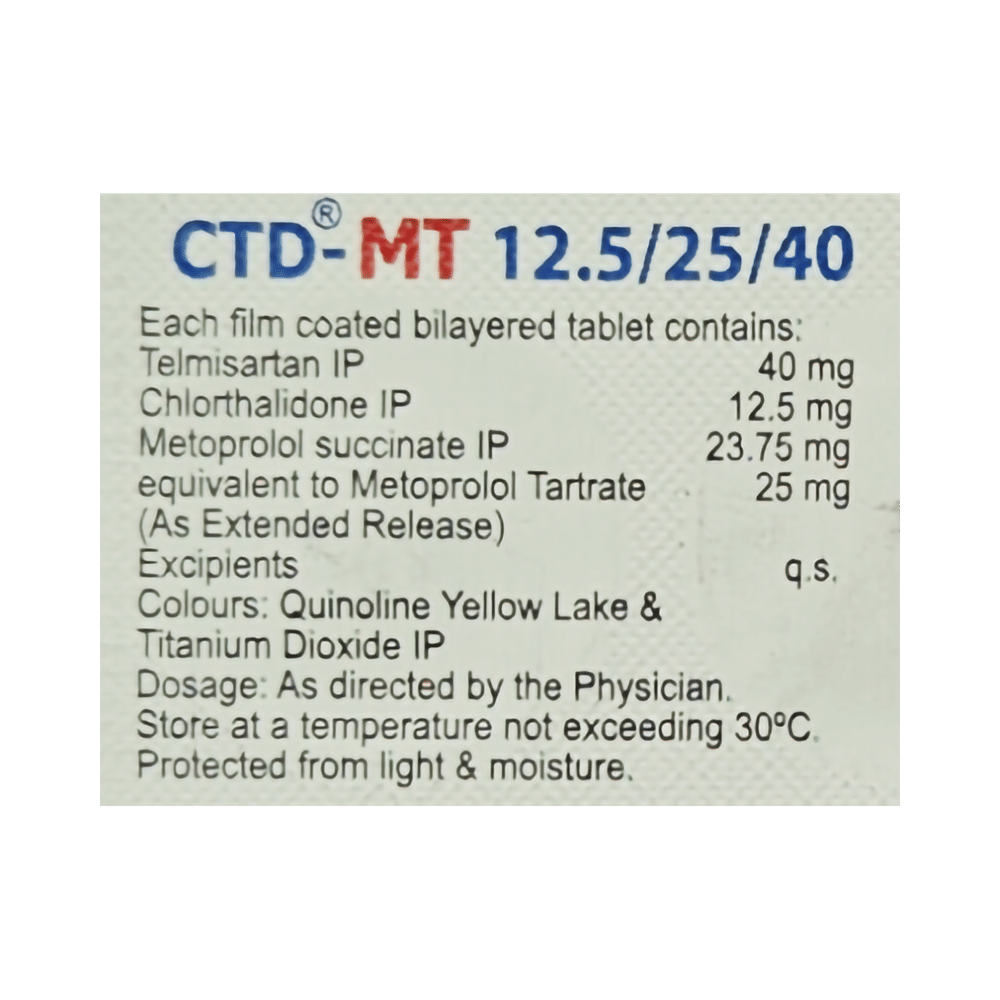 CTD®-MT 12.5/25/40
Each film coated bilayered tablet contains:
Telmisartan IP 40 mg
Chlorthalidone IP 12.5 mg
Metoprolol succinate IP 23.75 mg
equivalent to Metoprolol Tartrate 25 mg
(As Extended Release)
Excipients q.s.
Colours: Quinoline Yellow Lake &
Titanium Dioxide IP
Dosage: As directed by the Physician.
Store at a temperature not exceeding 30ºC.
Protected from light & moisture.